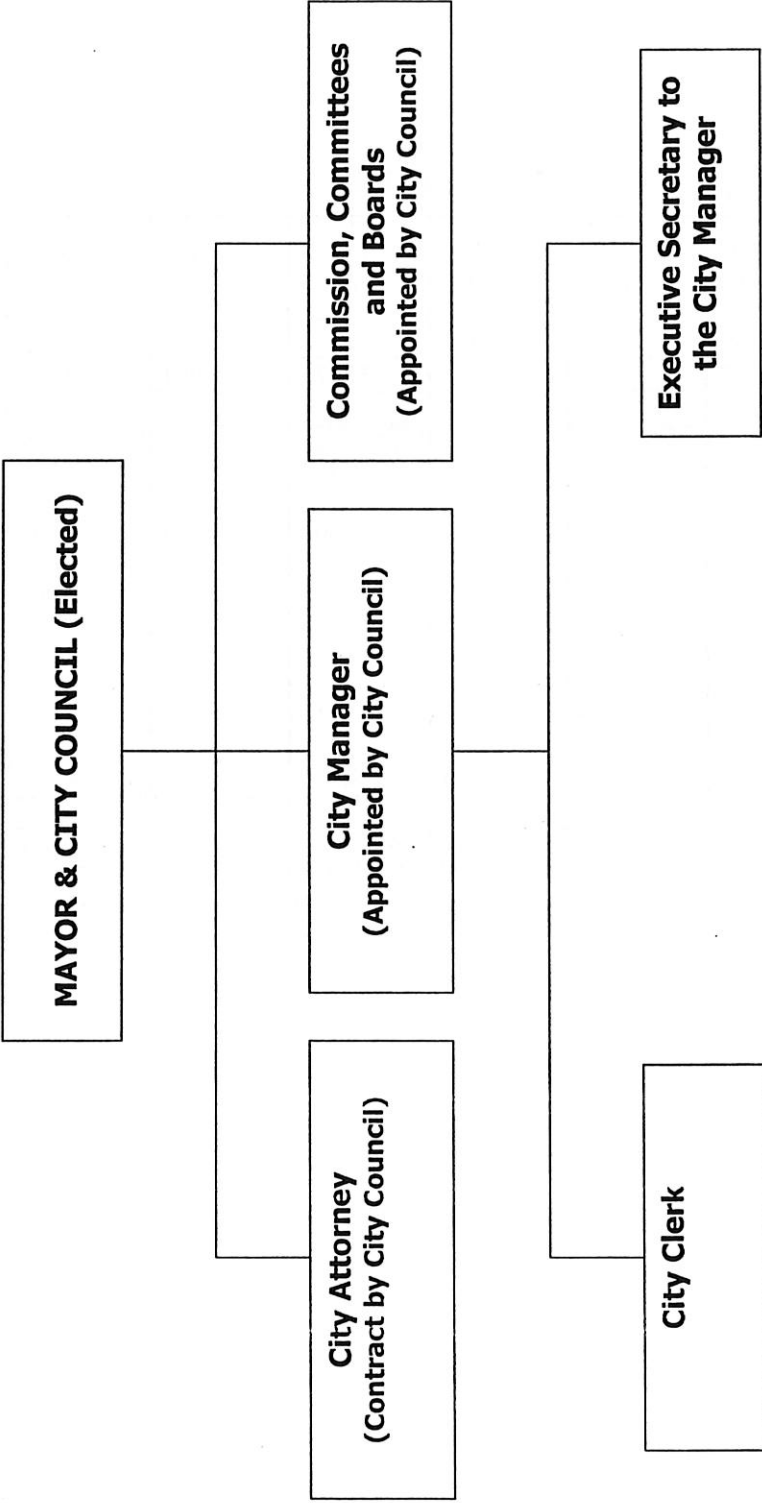 MAYOR & CITY COUNCIL (Elected)
City Attorney
(Contract by City Council)
City Manager
(Appointed by City Council)
Commission, Committees
and Boards
(Appointed by City Council)
City Clerk
Executive Secretary to
the City Manager